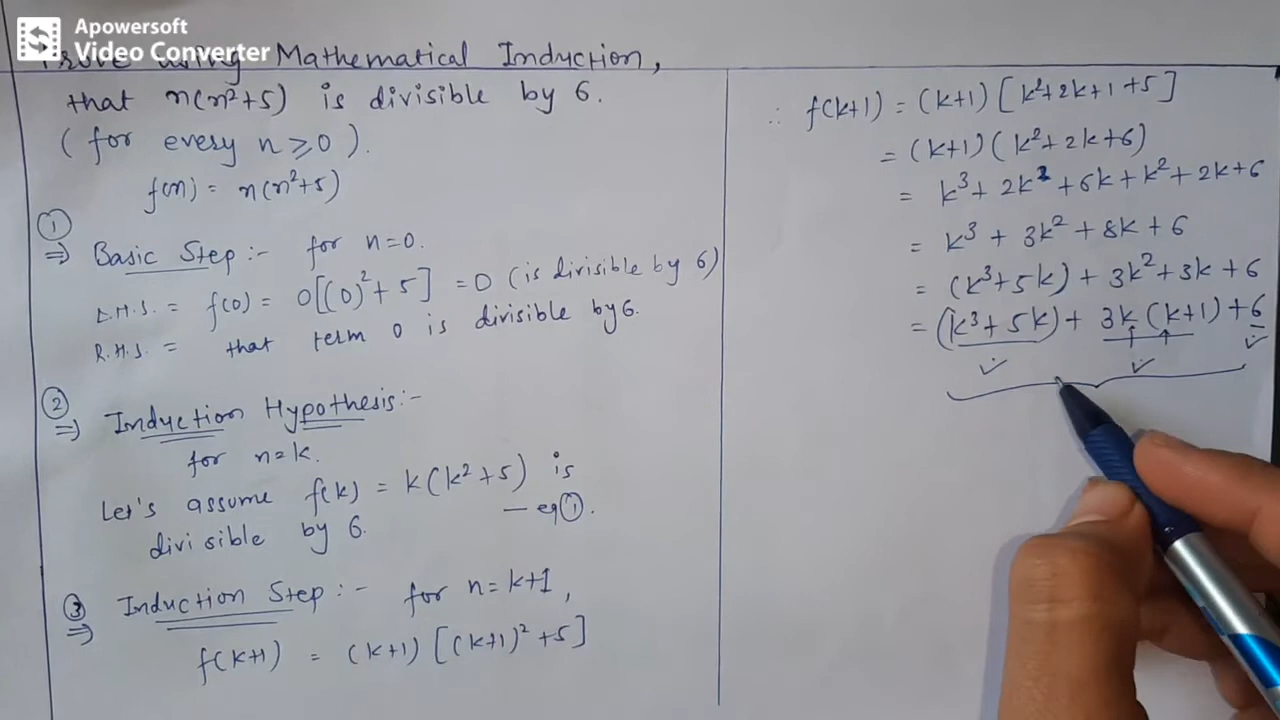 Apowersoft
Video Converter
Prove using Mathematical Induction,
that n(n²+5) is divisible by 6.
(for every n ≥ 0).
f(n) = n(n²+5)
①
⇒ Basic Step :- for n=0.
L.H.S. = f(0) = 0[(0)²+5] = 0 (is divisible by 6)
R.H.S. = that term 0 is divisible by 6.
②
⇒ Induction Hypothesis:-
for n=k.
Let's assume f(k) = k(k²+5) is
divisible by 6. — eq①.
③
⇒ Induction Step :- for n=k+1,
f(k+1) = (k+1)[(k+1)²+5]
∴ f(k+1) = (k+1)[k²+2k+1+5]
= (k+1)(k²+2k+6)
= k³+2k²+6k+k²+2k+6
= k³+3k²+8k+6
= (k³+5k)+3k²+3k+6
= (k³+5k)+3k(k+1)+6